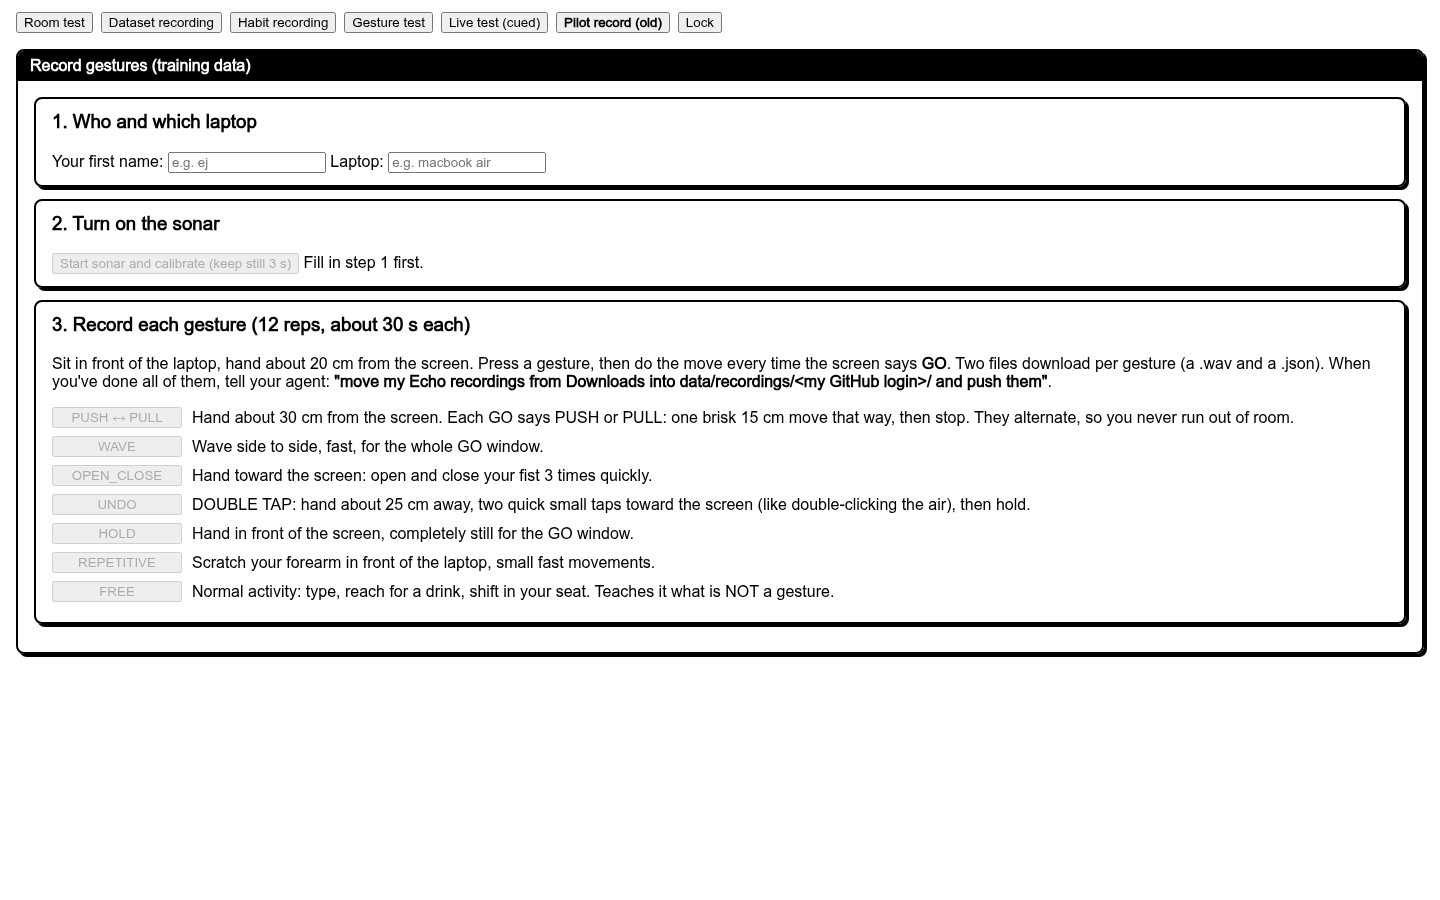 Room test Dataset recording Habit recording Gesture test Live test (cued) Pilot record (old) Lock
Record gestures (training data)
1. Who and which laptop
Your first name: e.g. ej Laptop: e.g. macbook air
2. Turn on the sonar
Start sonar and calibrate (keep still 3 s) Fill in step 1 first.
3. Record each gesture (12 reps, about 30 s each)
Sit in front of the laptop, hand about 20 cm from the screen. Press a gesture, then do the move every time the screen says GO. Two files download per gesture (a .wav and a .json). When
you've done all of them, tell your agent: "move my Echo recordings from Downloads into data/recordings/<my GitHub login>/ and push them".
PUSH ↔ PULL Hand about 30 cm from the screen. Each GO says PUSH or PULL: one brisk 15 cm move that way, then stop. They alternate, so you never run out of room.
WAVE Wave side to side, fast, for the whole GO window.
OPEN_CLOSE Hand toward the screen: open and close your fist 3 times quickly.
UNDO DOUBLE TAP: hand about 25 cm away, two quick small taps toward the screen (like double-clicking the air), then hold.
HOLD Hand in front of the screen, completely still for the GO window.
REPETITIVE Scratch your forearm in front of the laptop, small fast movements.
FREE Normal activity: type, reach for a drink, shift in your seat. Teaches it what is NOT a gesture.